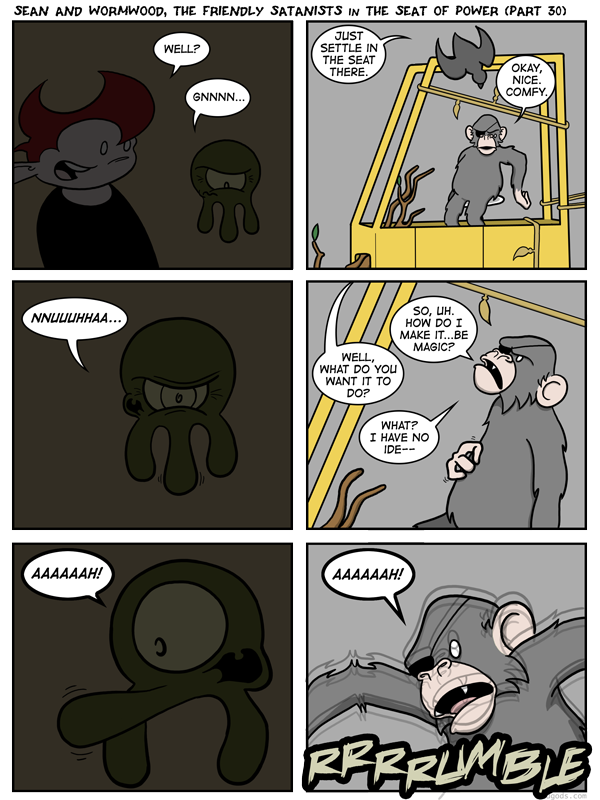 SEAN AND WORMWOOD, THE FRIENDLY SATANISTS IN THE SEAT OF POWER (PART 30)
WELL?
GNNNN...
JUST
SETTLE IN
THE SEAT
THERE.
OKAY,
NICE.
COMFY.
NNUUUHHAA...
SO, UH.
HOW DO I
MAKE IT...BE
MAGIC?
WELL,
WHAT DO YOU
WANT IT TO
DO?
WHAT?
I HAVE NO
IDE--
AAAAAAH!
AAAAAAH!
RRRRUMBLE